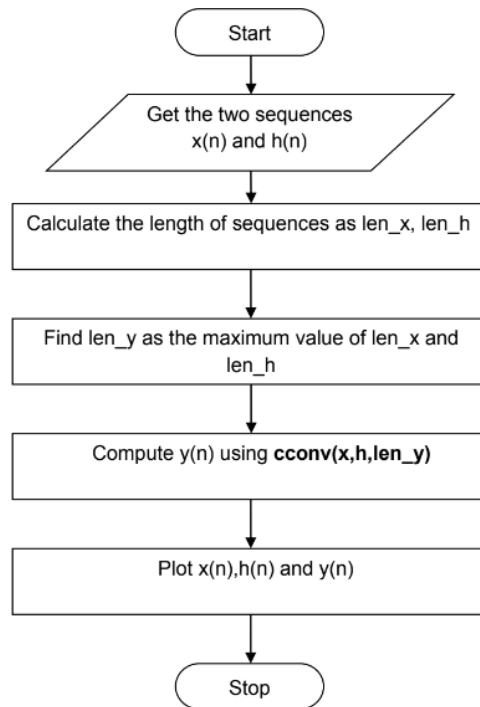 Start
Get the two sequences
x(n) and h(n)
Calculate the length of sequences as len_x, len_h
Find len_y as the maximum value of len_x and
len_h
Compute y(n) using cconv(x,h,len_y)
Plot x(n),h(n) and y(n)
Stop